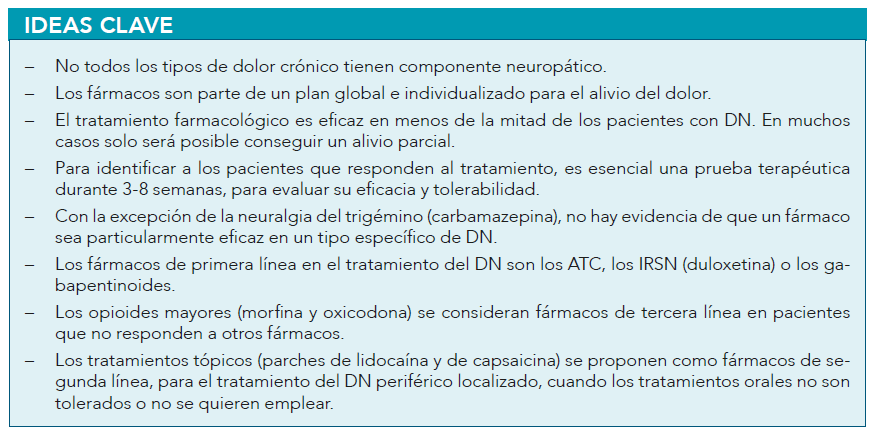 IDEAS CLAVE
– No todos los tipos de dolor crónico tienen componente neuropático.
– Los fármacos son parte de un plan global e individualizado para el alivio del dolor.
– El tratamiento farmacológico es eficaz en menos de la mitad de los pacientes con DN. En muchos
casos solo será posible conseguir un alivio parcial.
– Para identificar a los pacientes que responden al tratamiento, es esencial una prueba terapéutica
durante 3-8 semanas, para evaluar su eficacia y tolerabilidad.
– Con la excepción de la neuralgia del trigémino (carbamazepina), no hay evidencia de que un fármaco
sea particularmente eficaz en un tipo específico de DN.
– Los fármacos de primera línea en el tratamiento del DN son los ATC, los IRSN (duloxetina) o los ga-
bapentinoides.
– Los opioides mayores (morfina y oxicodona) se consideran fármacos de tercera línea en pacientes
que no responden a otros fármacos.
– Los tratamientos tópicos (parches de lidocaína y de capsaicina) se proponen como fármacos de se-
gunda línea, para el tratamiento del DN periférico localizado, cuando los tratamientos orales no son
tolerados o no se quieren emplear.